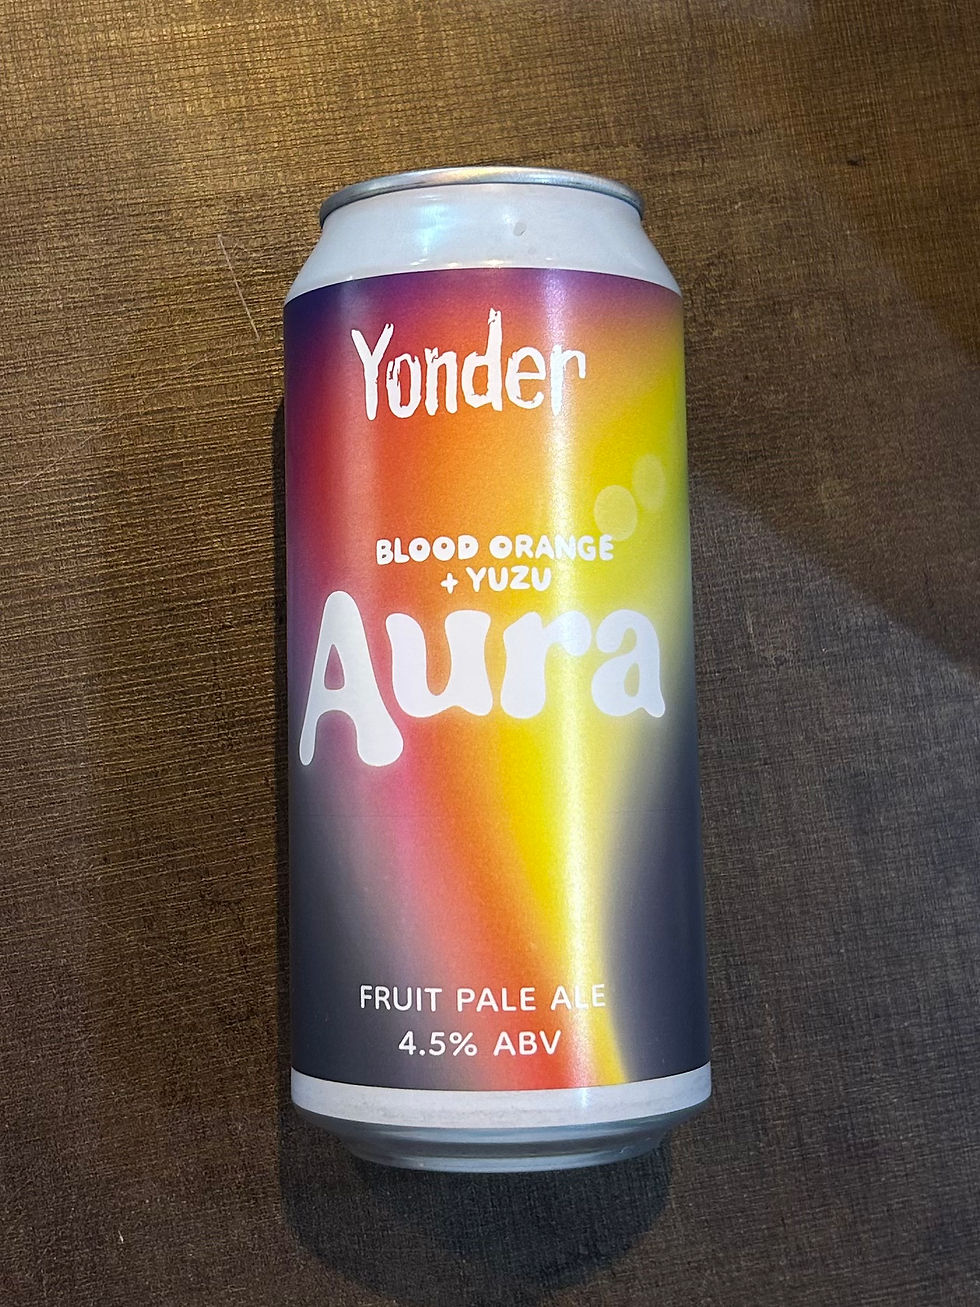 Yonder
BLOOD ORANGE
+ YUZU
Aura
FRUIT PALE ALE
4.5% ABV